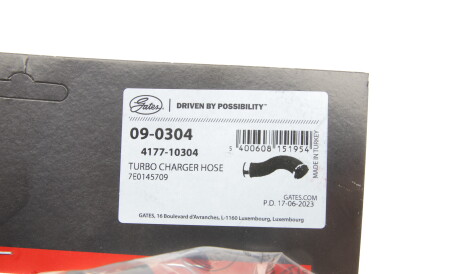 Gates
DRIVEN BY POSSIBILITY™
09-0304
4177-10304
TURBO CHARGER HOSE
7E0145709
5 400608 151954
MADE IN TURKEY
GATES.COM
P.D. 17-06-2023
GATES, 16 Boulevard d'Avranches, L-1160 Luxembourg, Luxembourg